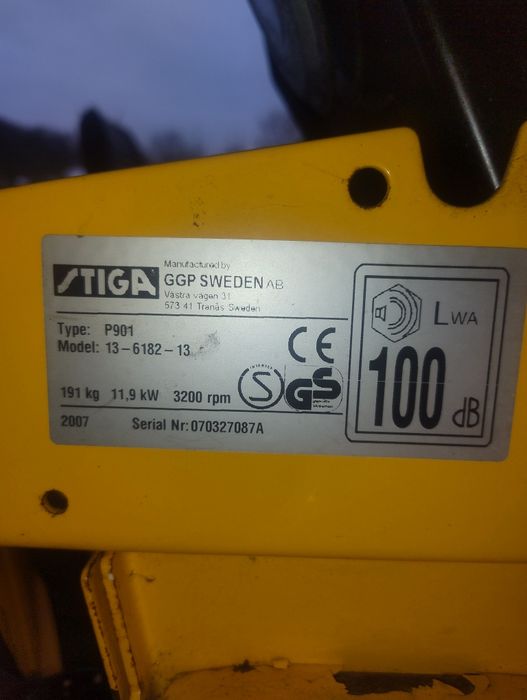 STIGA
Manufactured by
GGP SWEDEN AB
Västra vägen 31
573 41 Tranås Sweden
Type: P901
Model: 13-6182-13
CE
191 kg 11,9 kW 3200 rpm
S
GS
2007 Serial Nr: 070327087A
LWA
100 dB